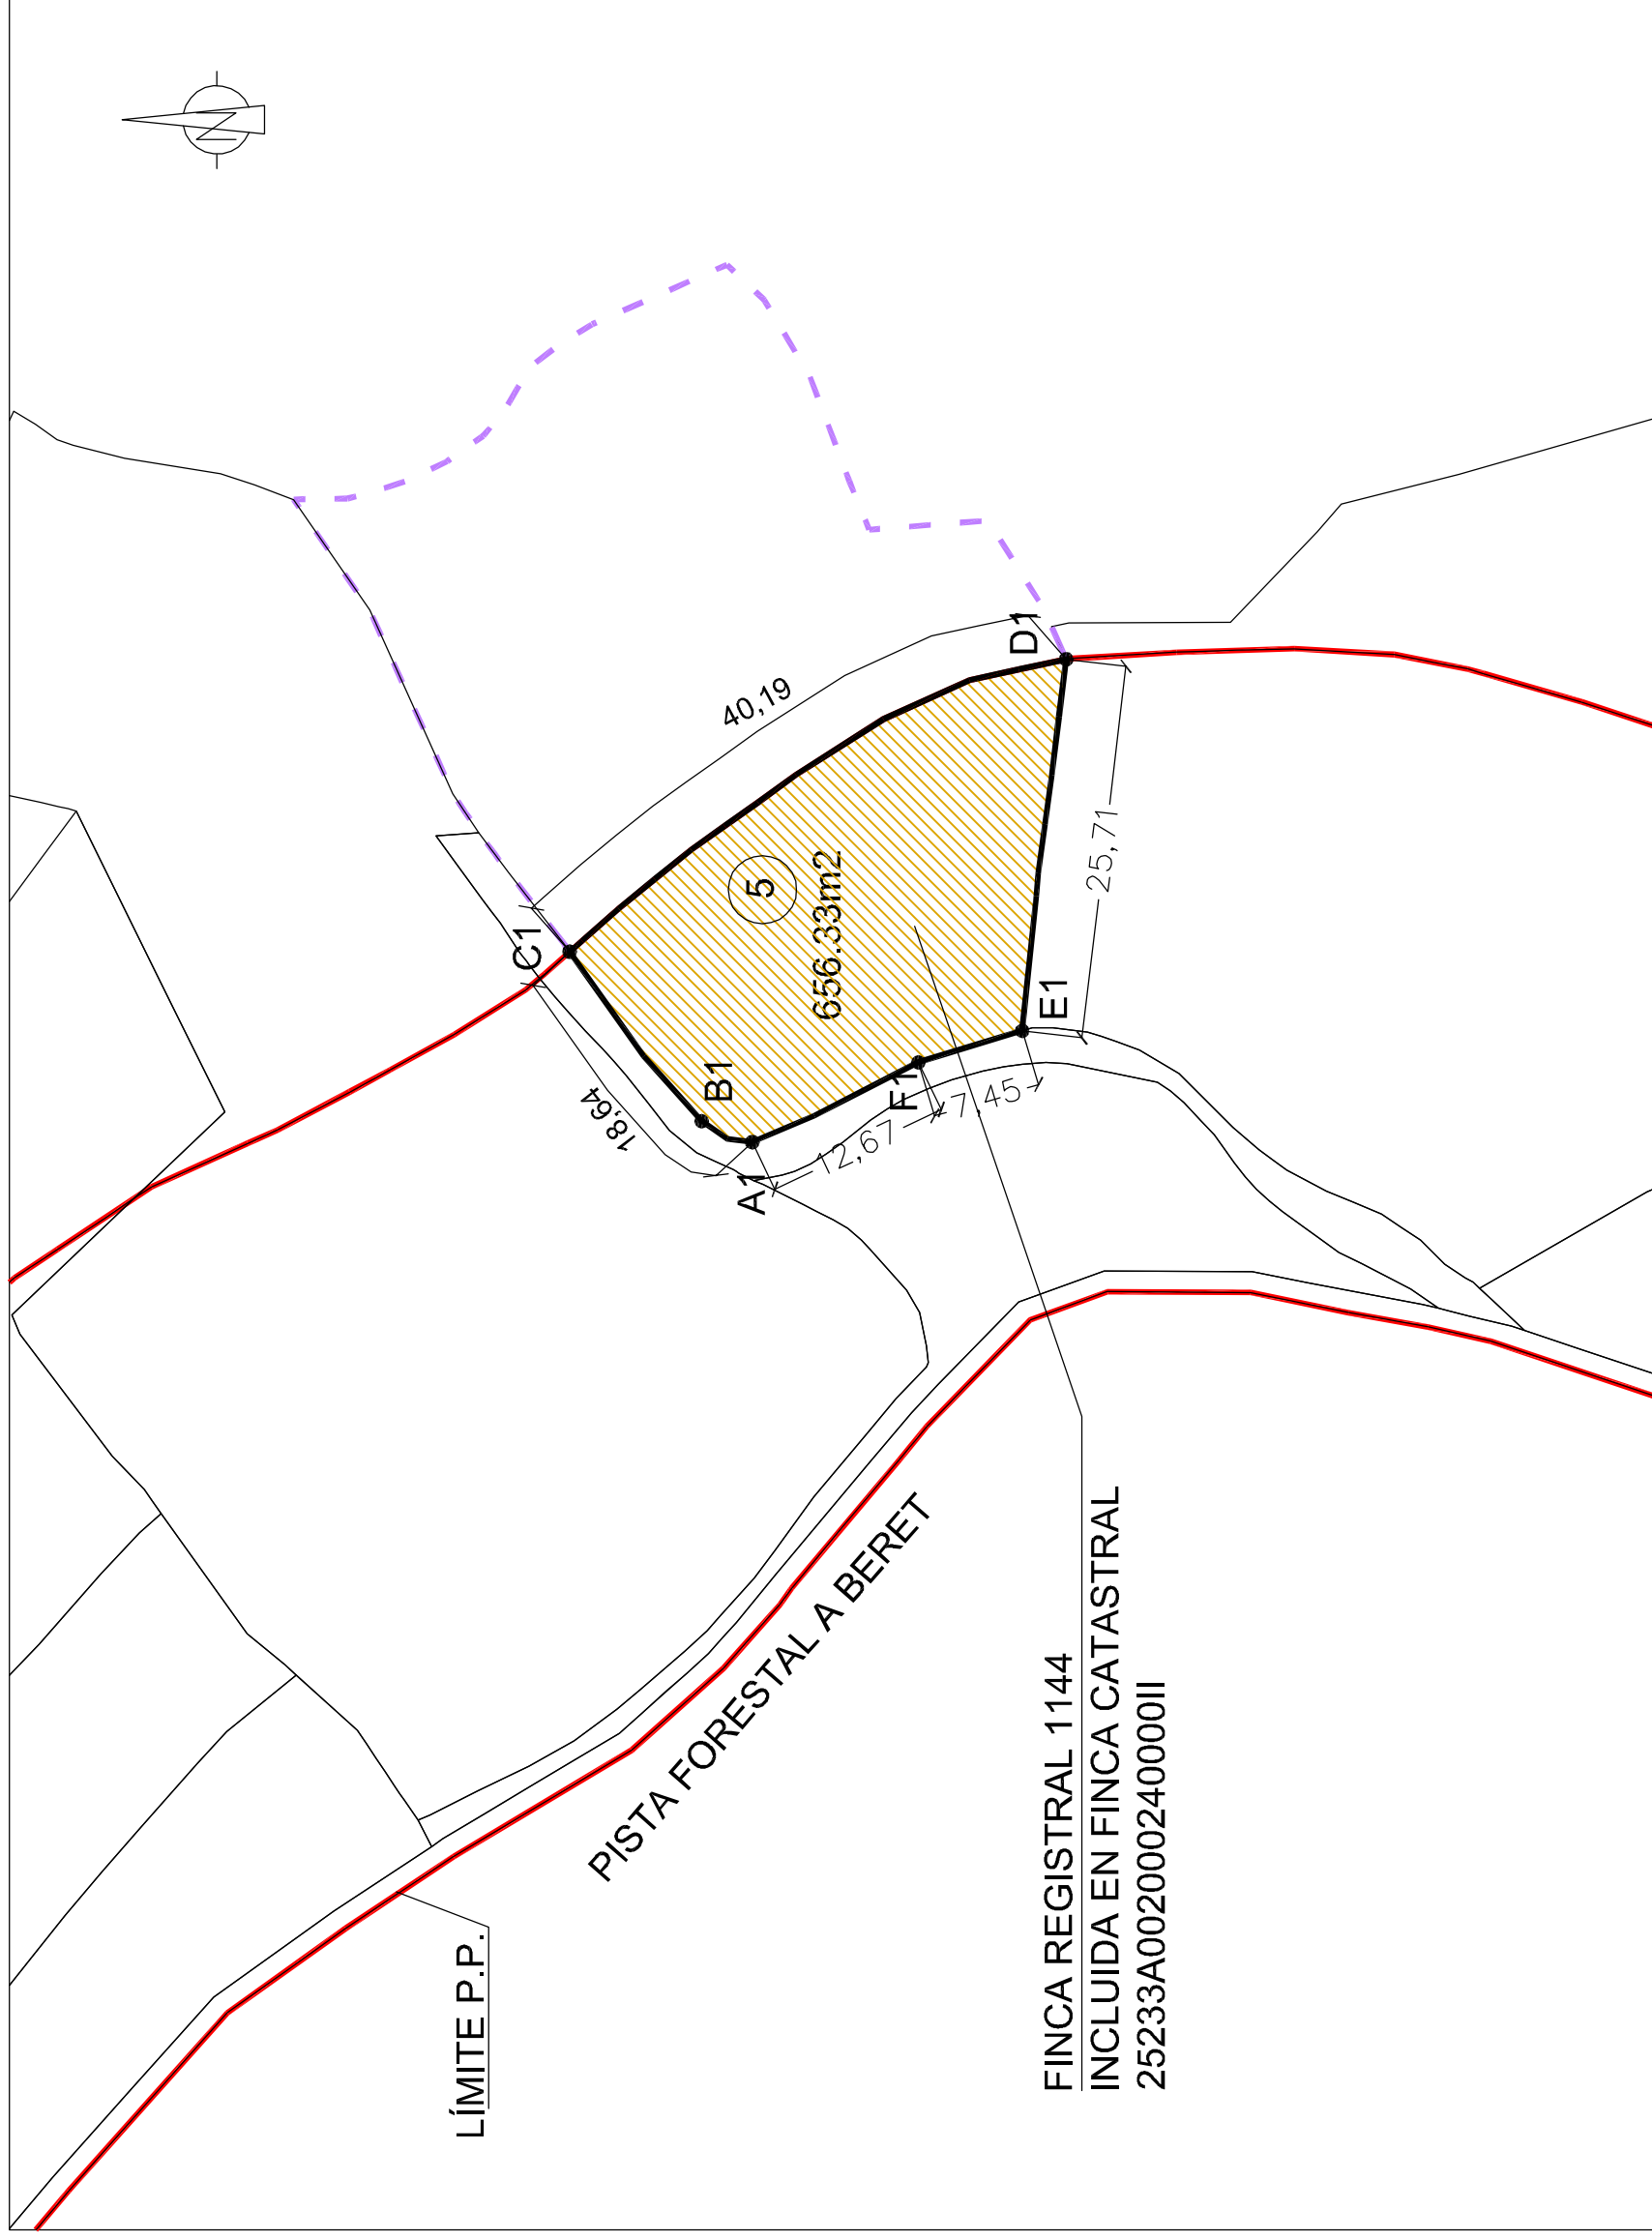 N
C1
D1
40,19
5
656.33m2
25,71
E1
B1
18,64
F1
7,45
12,67
A1
PISTA FORESTAL A BERET
LÍMITE P.P.
FINCA REGISTRAL 1144
INCLUIDA EN FINCA CATASTRAL
25233A002000240000II